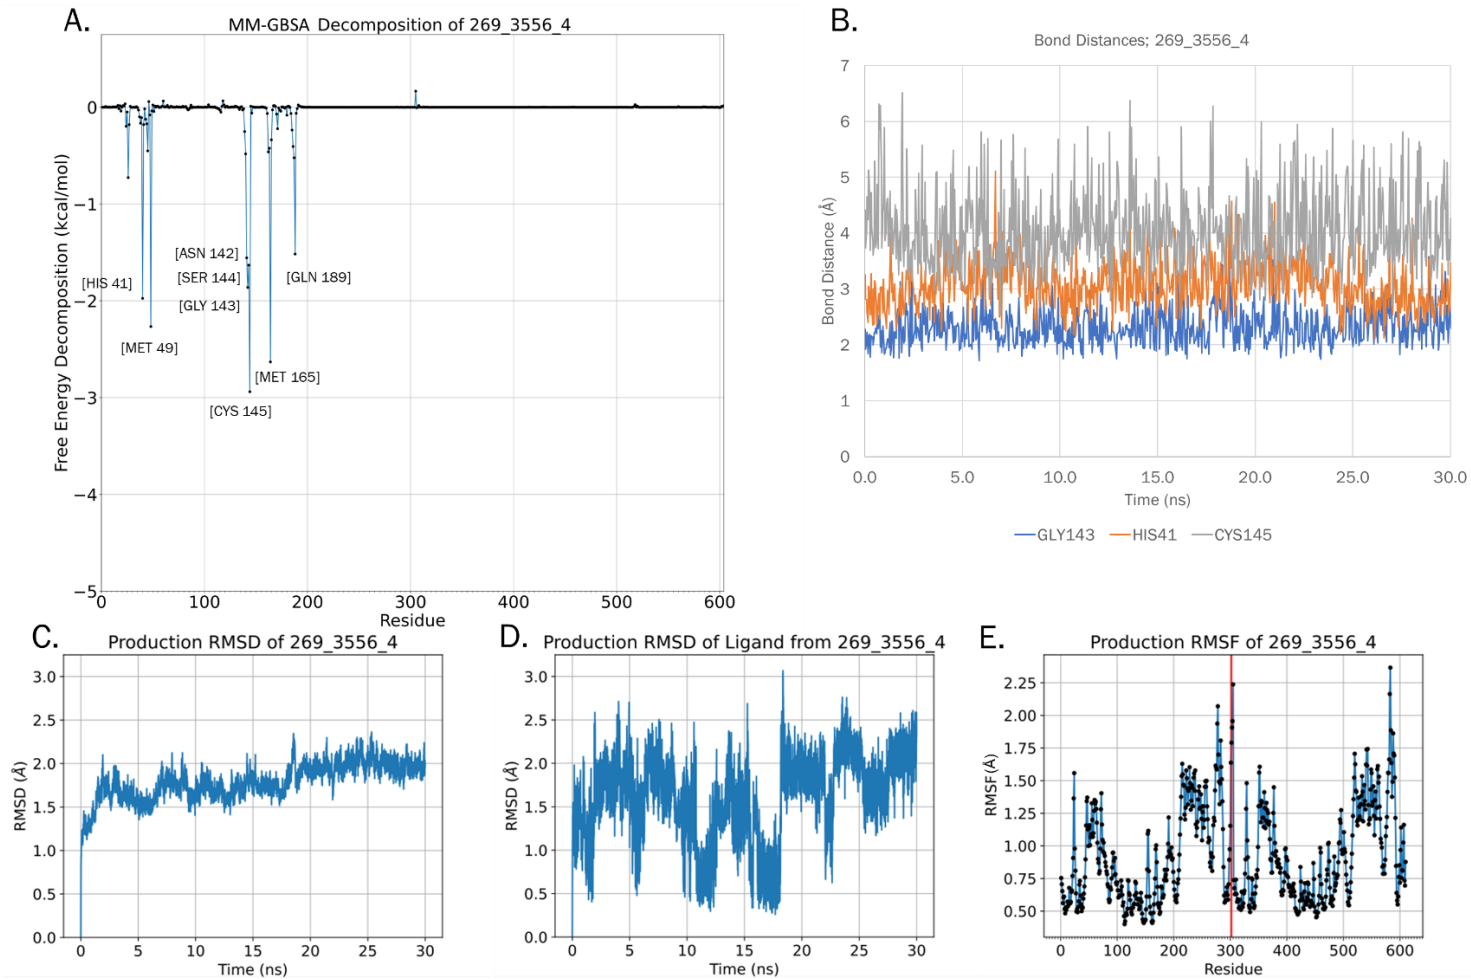 A.
MM-GBSA Decomposition of 269_3556_4
Free Energy Decomposition (kcal/mol)
0
−1
−2
−3
−4
−5
[HIS 41]
[MET 49]
[ASN 142]
[SER 144]
[GLY 143]
[CYS 145]
[MET 165]
[GLN 189]
0 100 200 300 400 500 600
Residue
B.
Bond Distances; 269_3556_4
Bond Distance (Å)
7
6
5
4
3
2
1
0
0.0 5.0 10.0 15.0 20.0 25.0 30.0
Time (ns)
GLY143 HIS41 CYS145
C.
Production RMSD of 269_3556_4
RMSD (Å)
3.0
2.5
2.0
1.5
1.0
0.5
0.0
0 5 10 15 20 25 30
Time (ns)
D.
Production RMSD of Ligand from 269_3556_4
RMSD (Å)
3.0
2.5
2.0
1.5
1.0
0.5
0.0
0 5 10 15 20 25 30
Time (ns)
E.
Production RMSF of 269_3556_4
RMSF (Å)
2.25
2.00
1.75
1.50
1.25
1.00
0.75
0.50
0 100 200 300 400 500 600
Residue